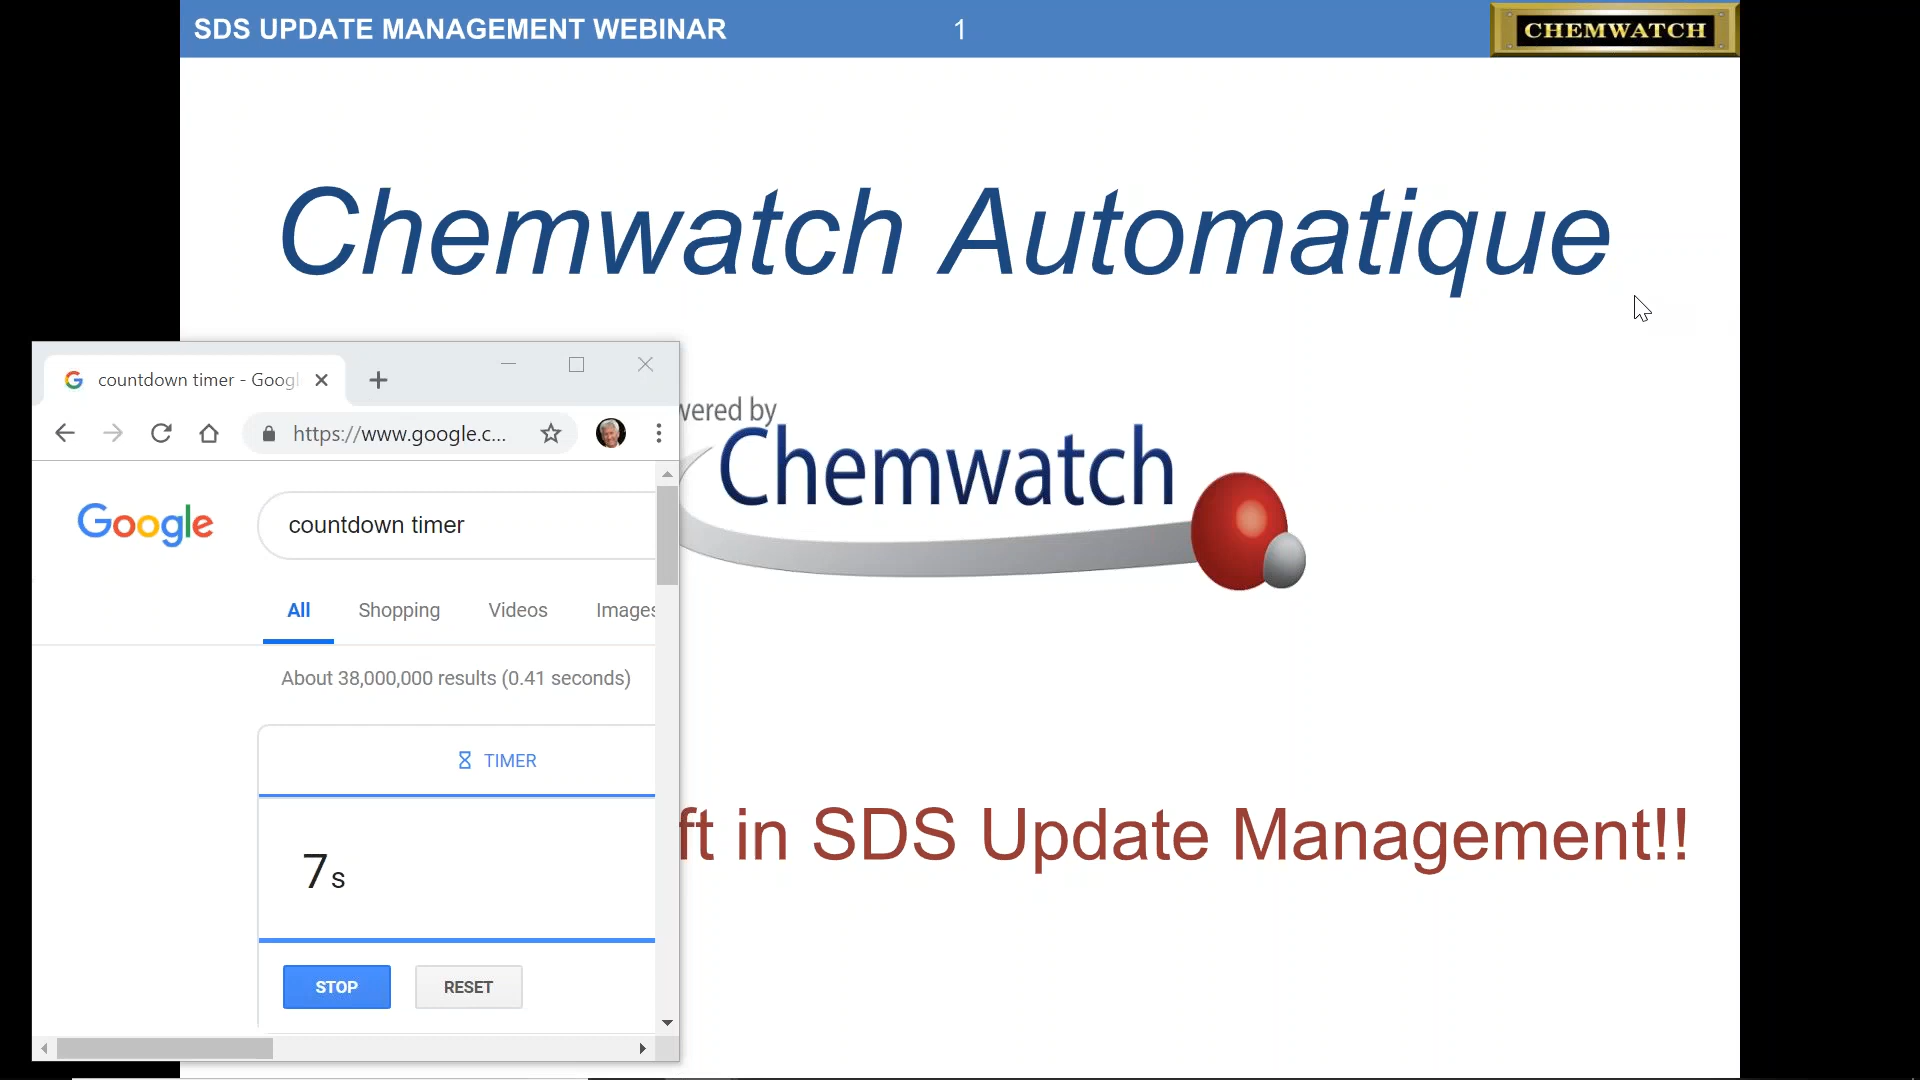 SDS UPDATE MANAGEMENT WEBINAR
1
CHEMWATCH
Chemwatch Automatique
countdown timer - Googl
https://www.google.c...
wered by
Chemwatch
Google
countdown timer
All Shopping Videos Images
About 38,000,000 results (0.41 seconds)
TIMER
ft in SDS Update Management!!
7s
STOP RESET